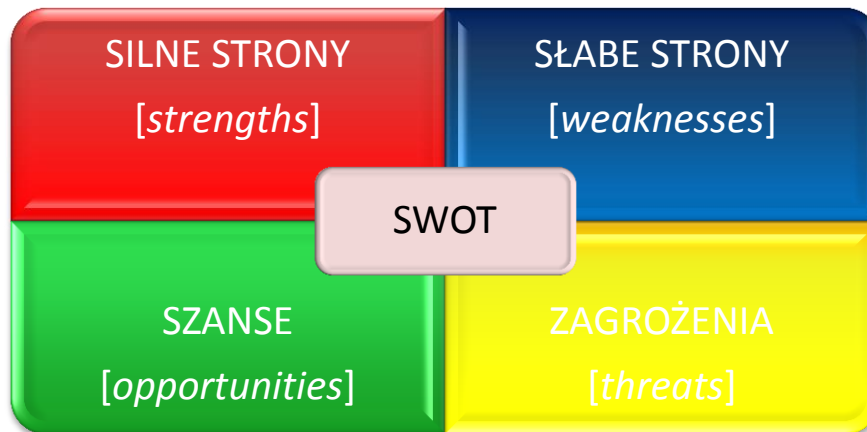 SILNE STRONY
[strengths]
SŁABE STRONY
[weaknesses]
SWOT
SZANSE
[opportunities]
ZAGROŻENIA
[threats]